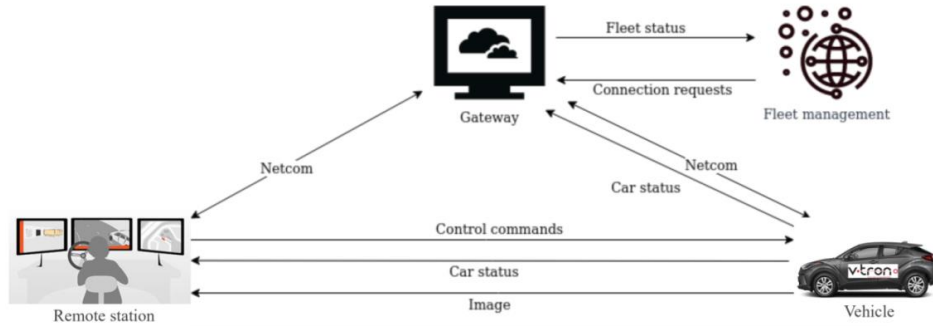 Fleet status
Connection requests
Gateway
Fleet management
Netcom
Netcom
Car status
Control commands
Car status
Image
v-tron
Remote station
Vehicle